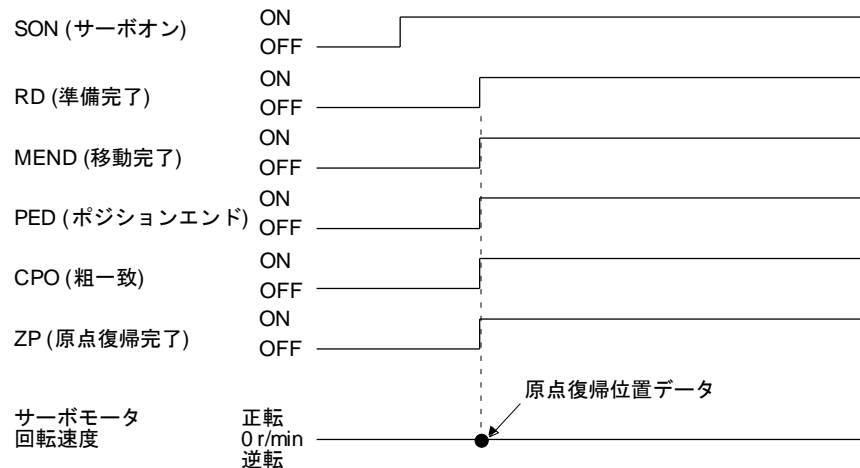 SON (サーボオン) ON
OFF
RD (準備完了) ON
OFF
MEND (移動完了) ON
OFF
PED (ポジションエンド) ON
OFF
CPO (粗一致) ON
OFF
ZP (原点復帰完了) ON
OFF
原点復帰位置データ
サーボモータ 正転
回転速度 0 r/min
逆転